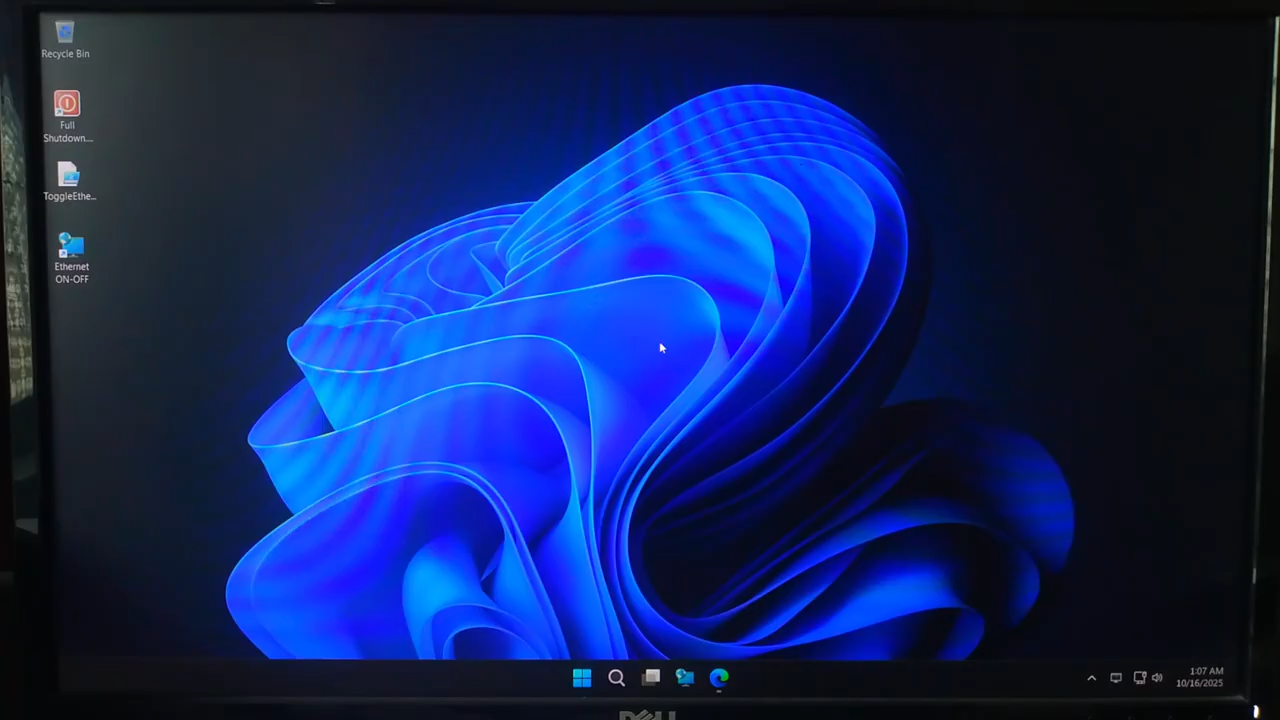 Recycle Bin
Full
Shutdown...
ToggleEthe...
Ethernet
ON-OFF
1:07 AM
10/16/2025
DELL